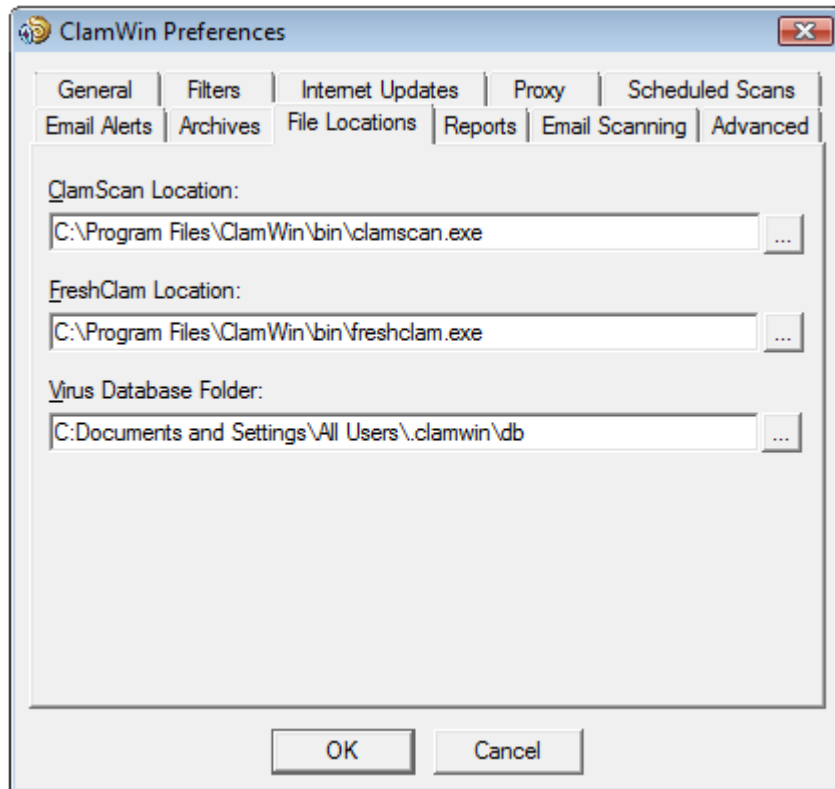 ClamWin Preferences
General Filters Internet Updates Proxy Scheduled Scans
Email Alerts Archives File Locations Reports Email Scanning Advanced
ClamScan Location:
C:\Program Files\ClamWin\bin\clamscan.exe ...
FreshClam Location:
C:\Program Files\ClamWin\bin\freshclam.exe ...
Virus Database Folder:
C:Documents and Settings\All Users\.clamwin\db ...
OK Cancel